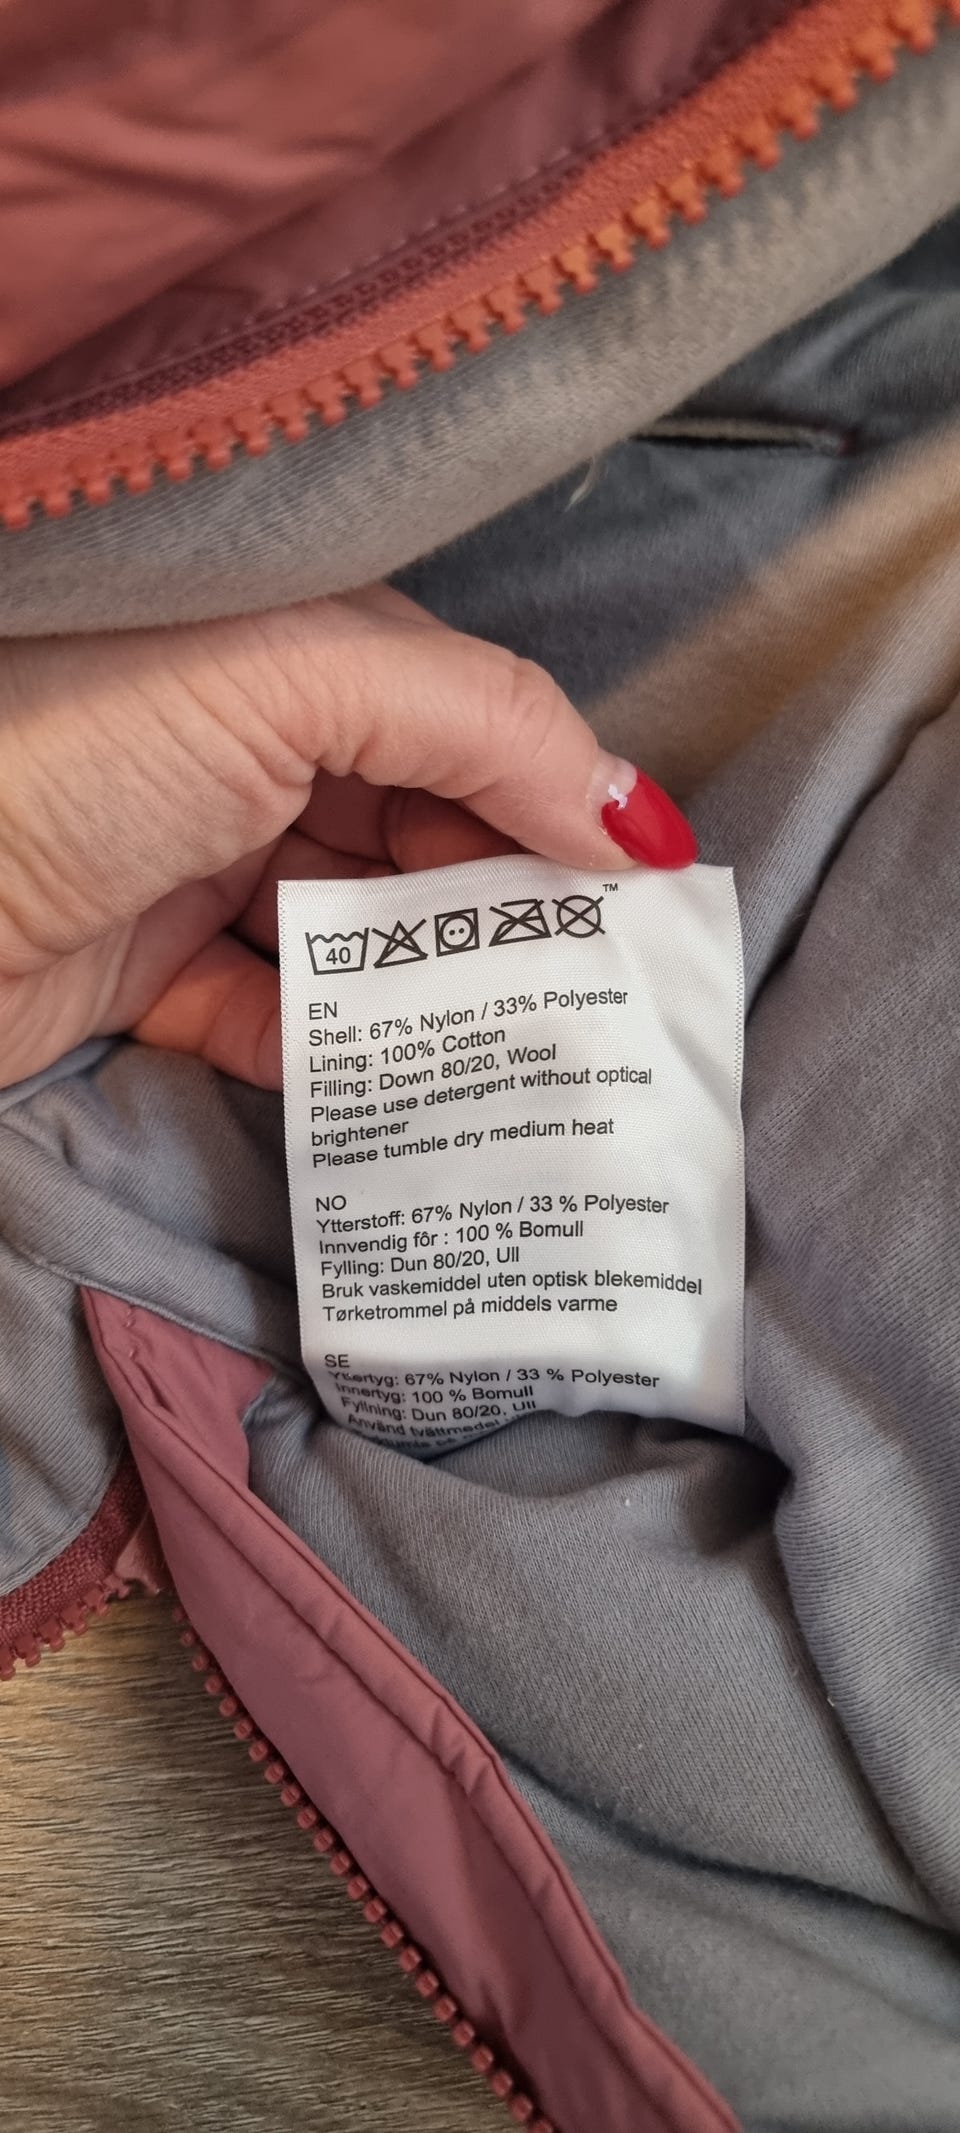 40
TM
EN
Shell: 67% Nylon / 33% Polyester
Lining: 100% Cotton
Filling: Down 80/20, Wool
Please use detergent without optical
brightener
Please tumble dry medium heat
NO
Ytterstoff: 67% Nylon / 33 % Polyester
Innvendig fôr : 100 % Bomull
Fylling: Dun 80/20, Ull
Bruk vaskemiddel uten optisk blekemiddel
Tørketrommel på middels varme
SE
Yttertyg: 67% Nylon / 33 % Polyester
Innertyg: 100 % Bomull
Fyllning: Dun 80/20, Ull
Använd tvättmedel